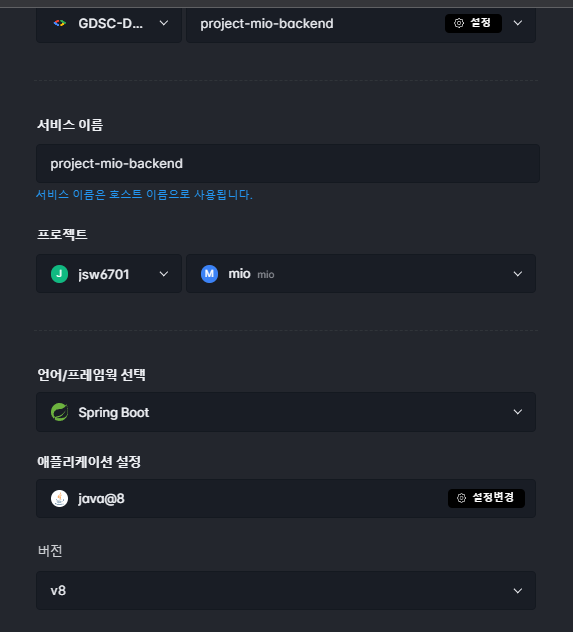 GDSC-D... project-mio-backend 설정
서비스 이름
project-mio-backend
서비스 이름은 호스트 이름으로 사용됩니다.
프로젝트
J jsw6701 M mio mio
언어/프레임웍 선택
Spring Boot
애플리케이션 설정
java@8 설정변경
버전
v8